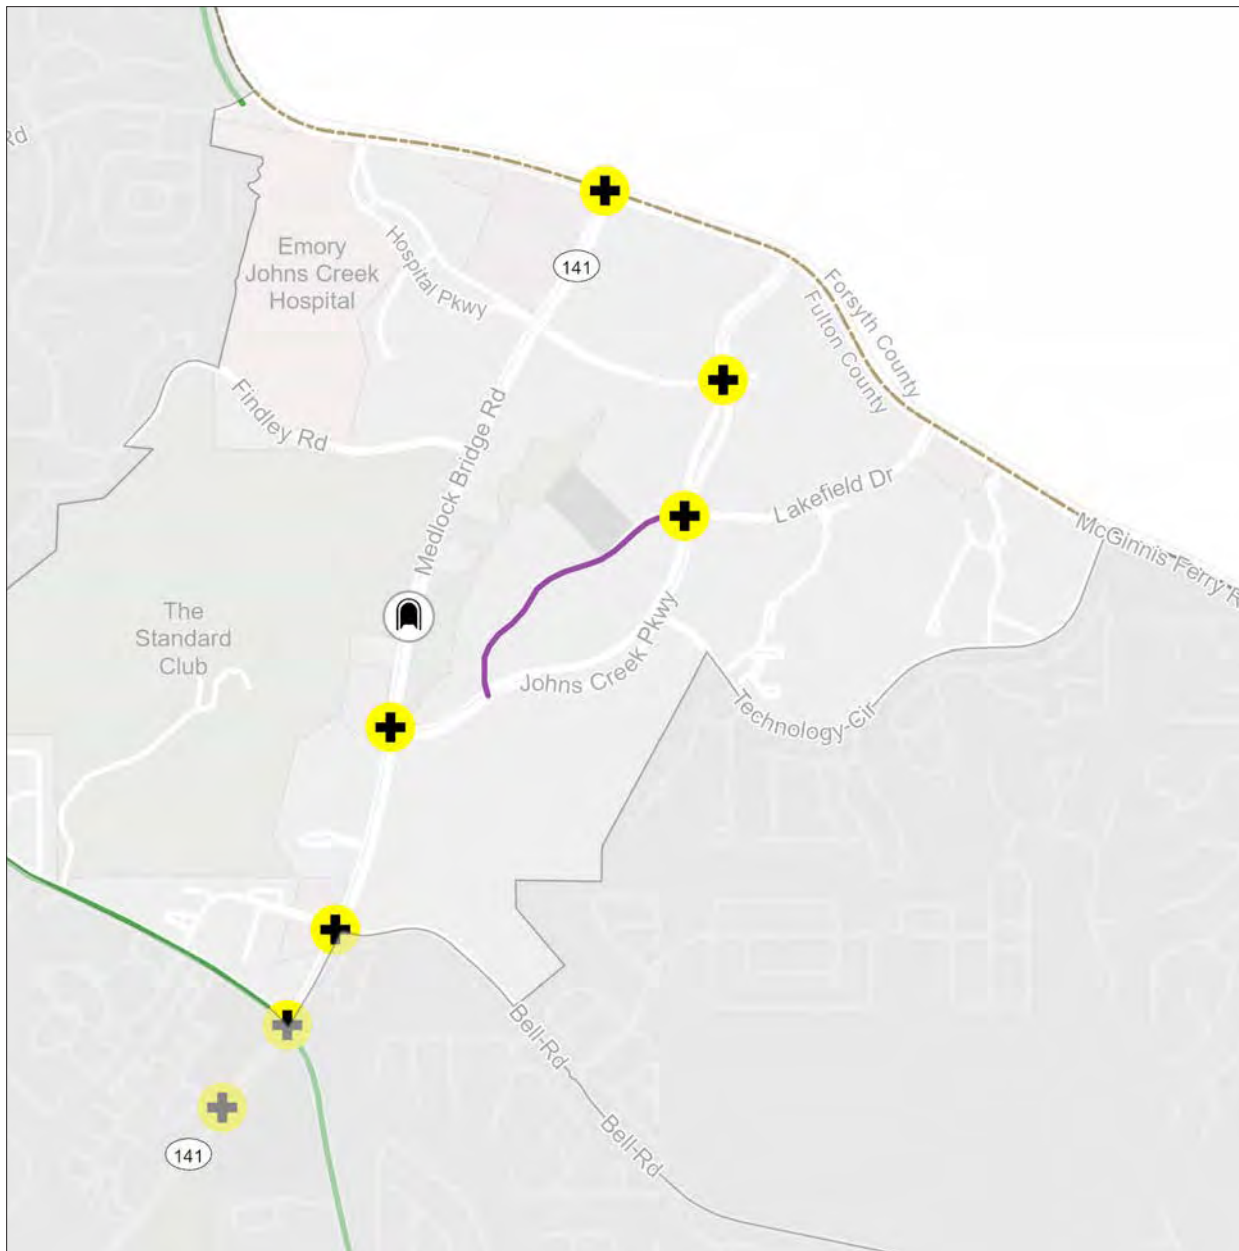 Rd
Emory
Johns Creek
Hospital
Hospital Pkwy
141
Forsyth County
Fulton County
Findley Rd
Medlock Bridge Rd
Lakefield Dr
McGinnis Ferry R
The
Standard
Club
Johns Creek Pkwy
Technology Cir
Bell-Rd
Bell-Rd
141